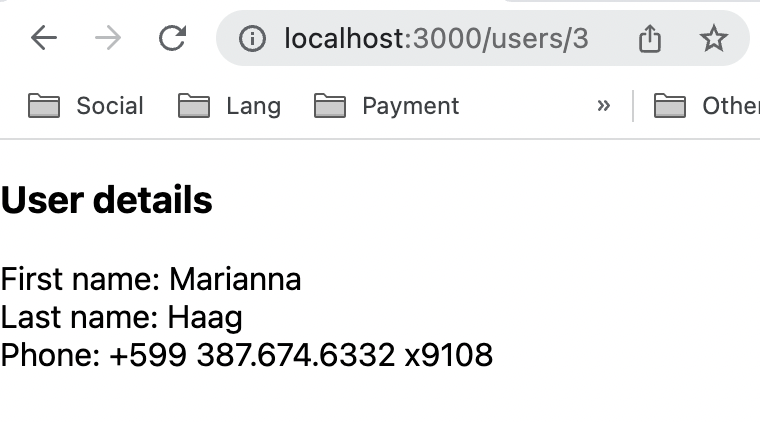 localhost:3000/users/3
Social Lang Payment » Other
User details
First name: Marianna
Last name: Haag
Phone: +599 387.674.6332 x9108